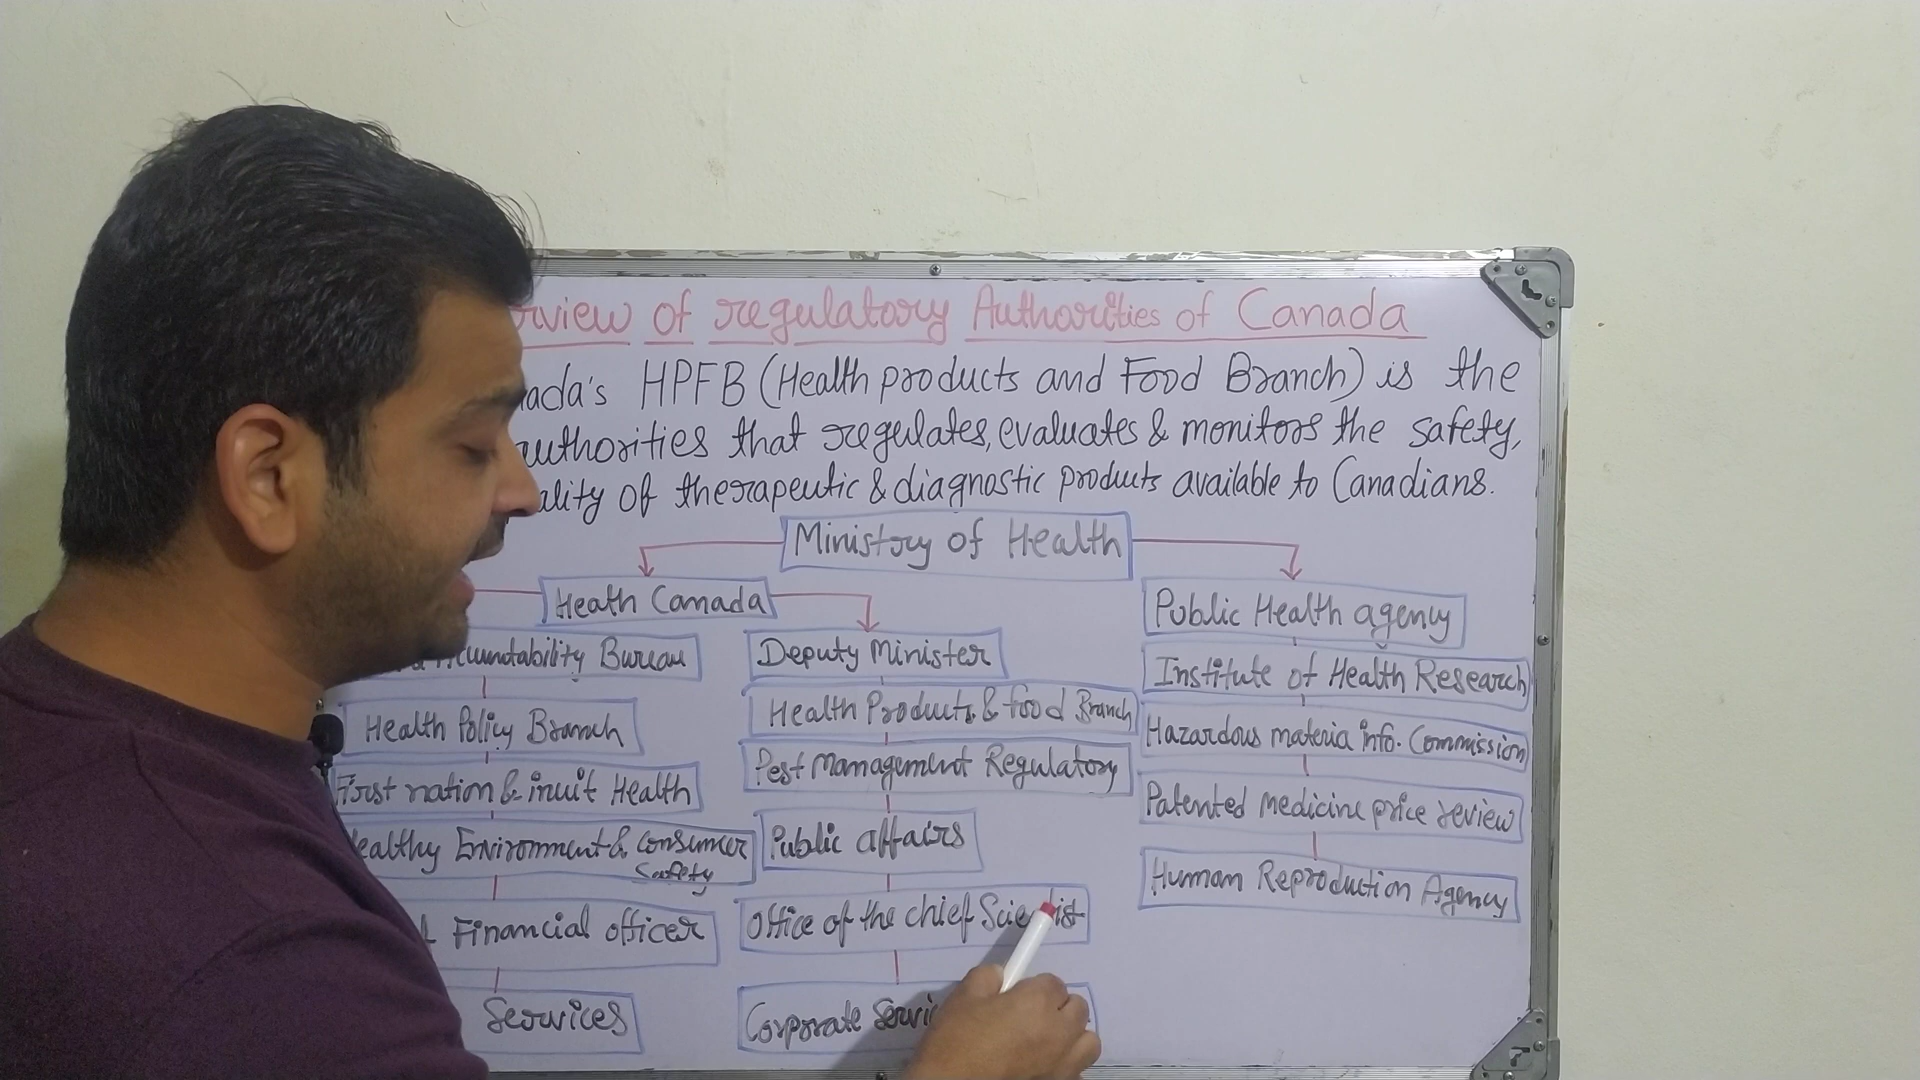 of regulatory Authorities of Canada
HPFB (Health products and Food Branch) is the
that regulates, evaluates & monitors the safety,
of therapeutic & diagnostic products available to Canadians.
Ministry of Health
Heath Canada
Public Health agency
Bureau
Deputy Minister
Institute of Health Research
Health Policy Branch
Health Products & food Branch
Hazardous materia info. Commission
First nation & inuit Health
Pest Management Regulatory
Patented medicine price review
Environment & Consumer
Safety
Public affairs
Human Reproduction Agency
Financial officer
Office of the chief
Services
Corporate